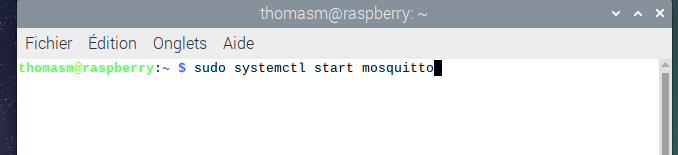 thomasm@raspberry: ~
Fichier Édition Onglets Aide
thomasm@raspberry:~ $ sudo systemctl start mosquitto